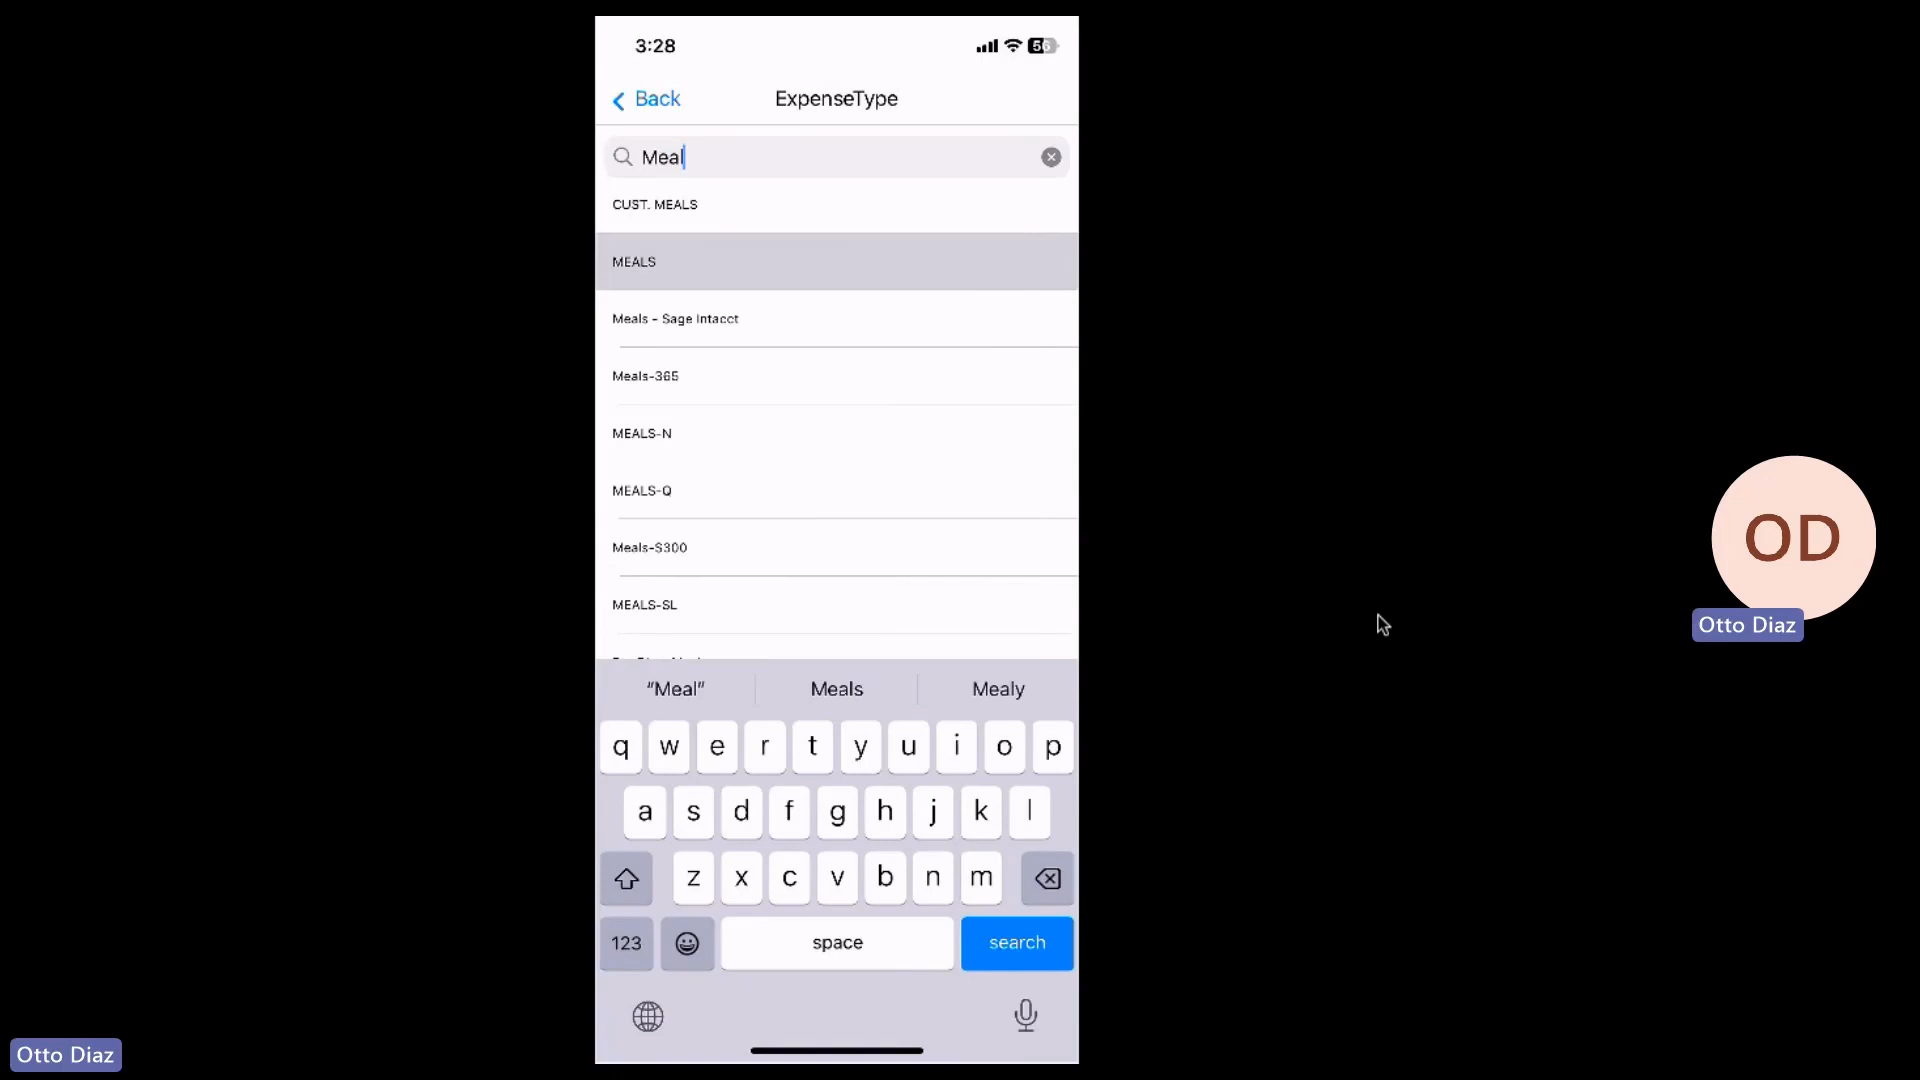 3:28
56
Back
ExpenseType
Meal
CUST. MEALS
MEALS
Meals - Sage Intacct
Meals-365
MEALS-N
MEALS-Q
Meals-S300
MEALS-SL
"Meal"
Meals
Mealy
q w e r t y u i o p
a s d f g h j k l
z x c v b n m
123
space
search
OD
Otto Diaz
Otto Diaz